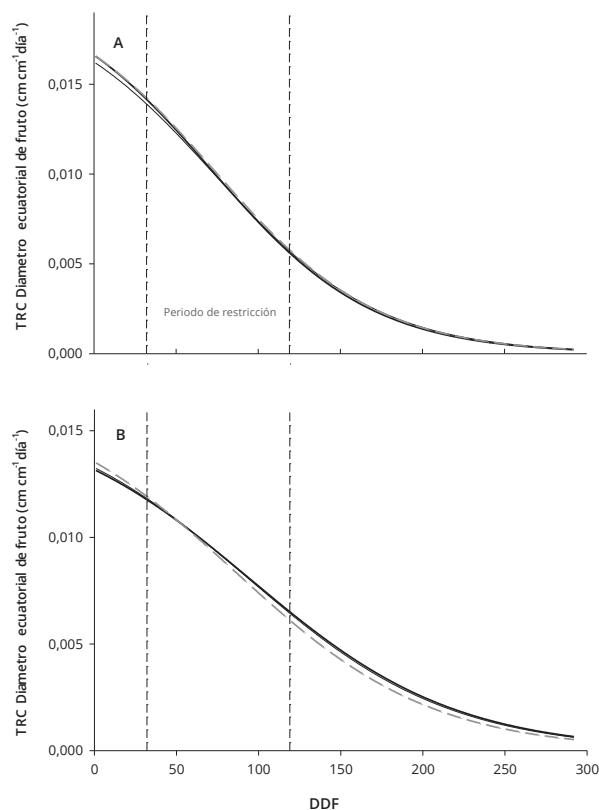 A
TRC Diametro ecuatorial de fruto (cm cm⁻¹ día⁻¹)
0,015
0,010
0,005
0,000
Periodo de restricción
B
TRC Diametro ecuatorial de fruto (cm cm⁻¹ día⁻¹)
0,015
0,010
0,005
0,000
0 50 100 150 200 250 300
DDF